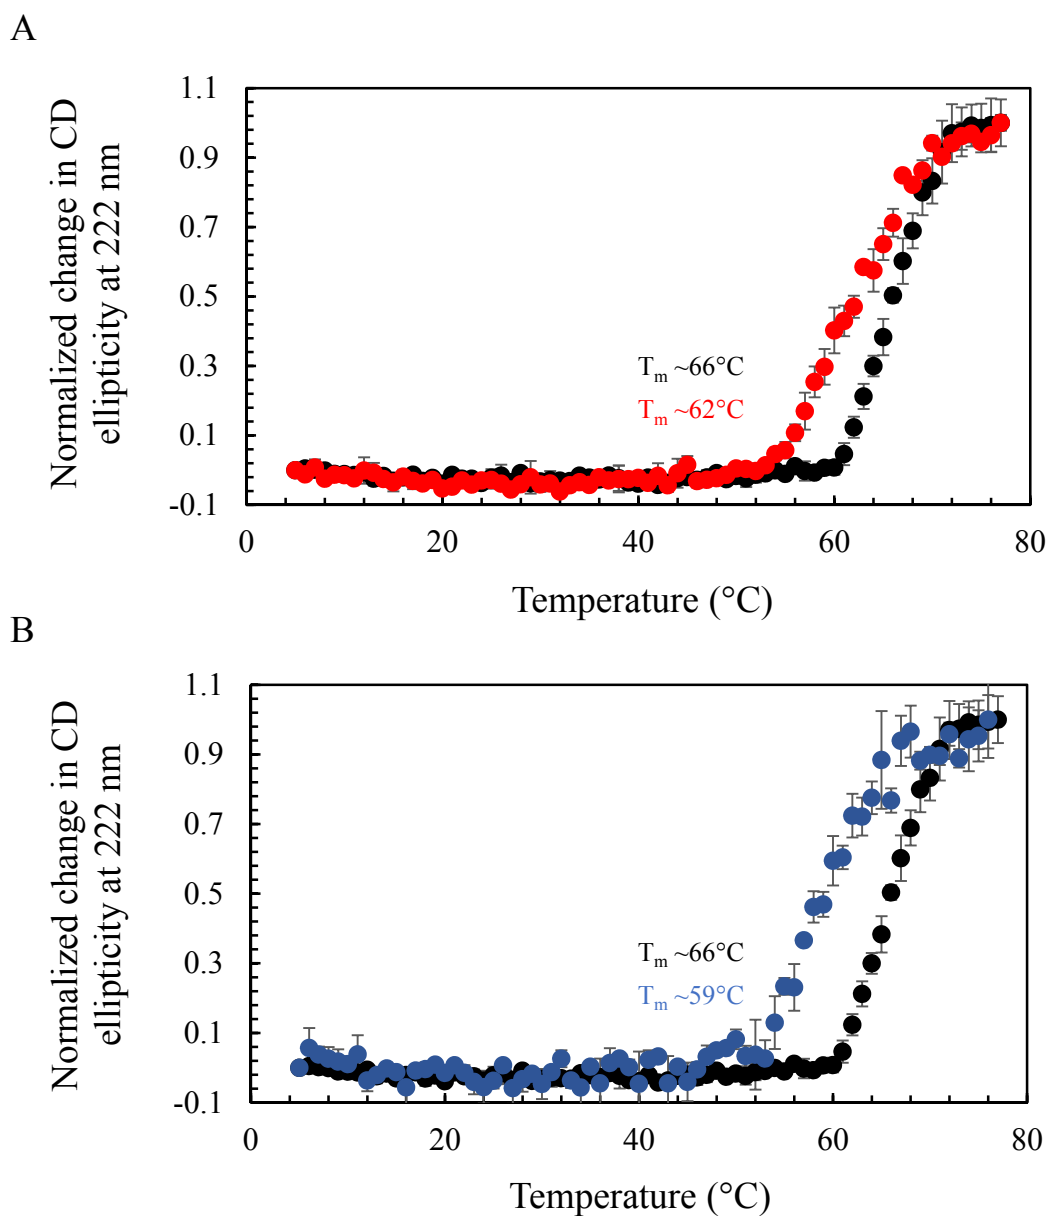 A
Normalized change in CD
ellipticity at 222 nm
1.1
0.9
0.7
0.5
0.3
0.1
-0.1
Tm ~66°C
Tm ~62°C
0 20 40 60 80
Temperature (°C)
B
Normalized change in CD
ellipticity at 222 nm
1.1
0.9
0.7
0.5
0.3
0.1
-0.1
Tm ~66°C
Tm ~59°C
0 20 40 60 80
Temperature (°C)